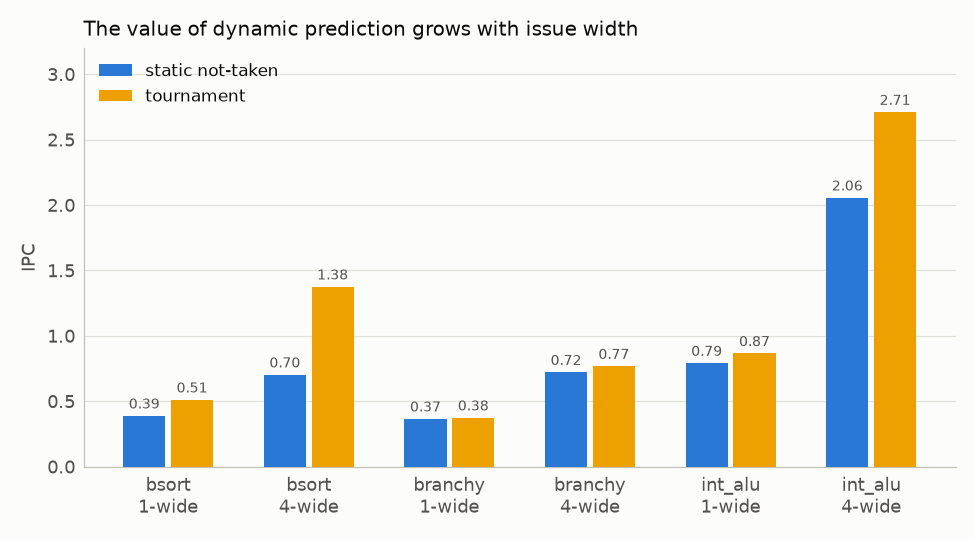 The value of dynamic prediction grows with issue width
static not-taken
tournament
IPC
3.0
2.5
2.0
1.5
1.0
0.5
0.0
0.39
0.51
0.70
1.38
0.37
0.38
0.72
0.77
0.79
0.87
2.06
2.71
bsort
1-wide
bsort
4-wide
branchy
1-wide
branchy
4-wide
int_alu
1-wide
int_alu
4-wide